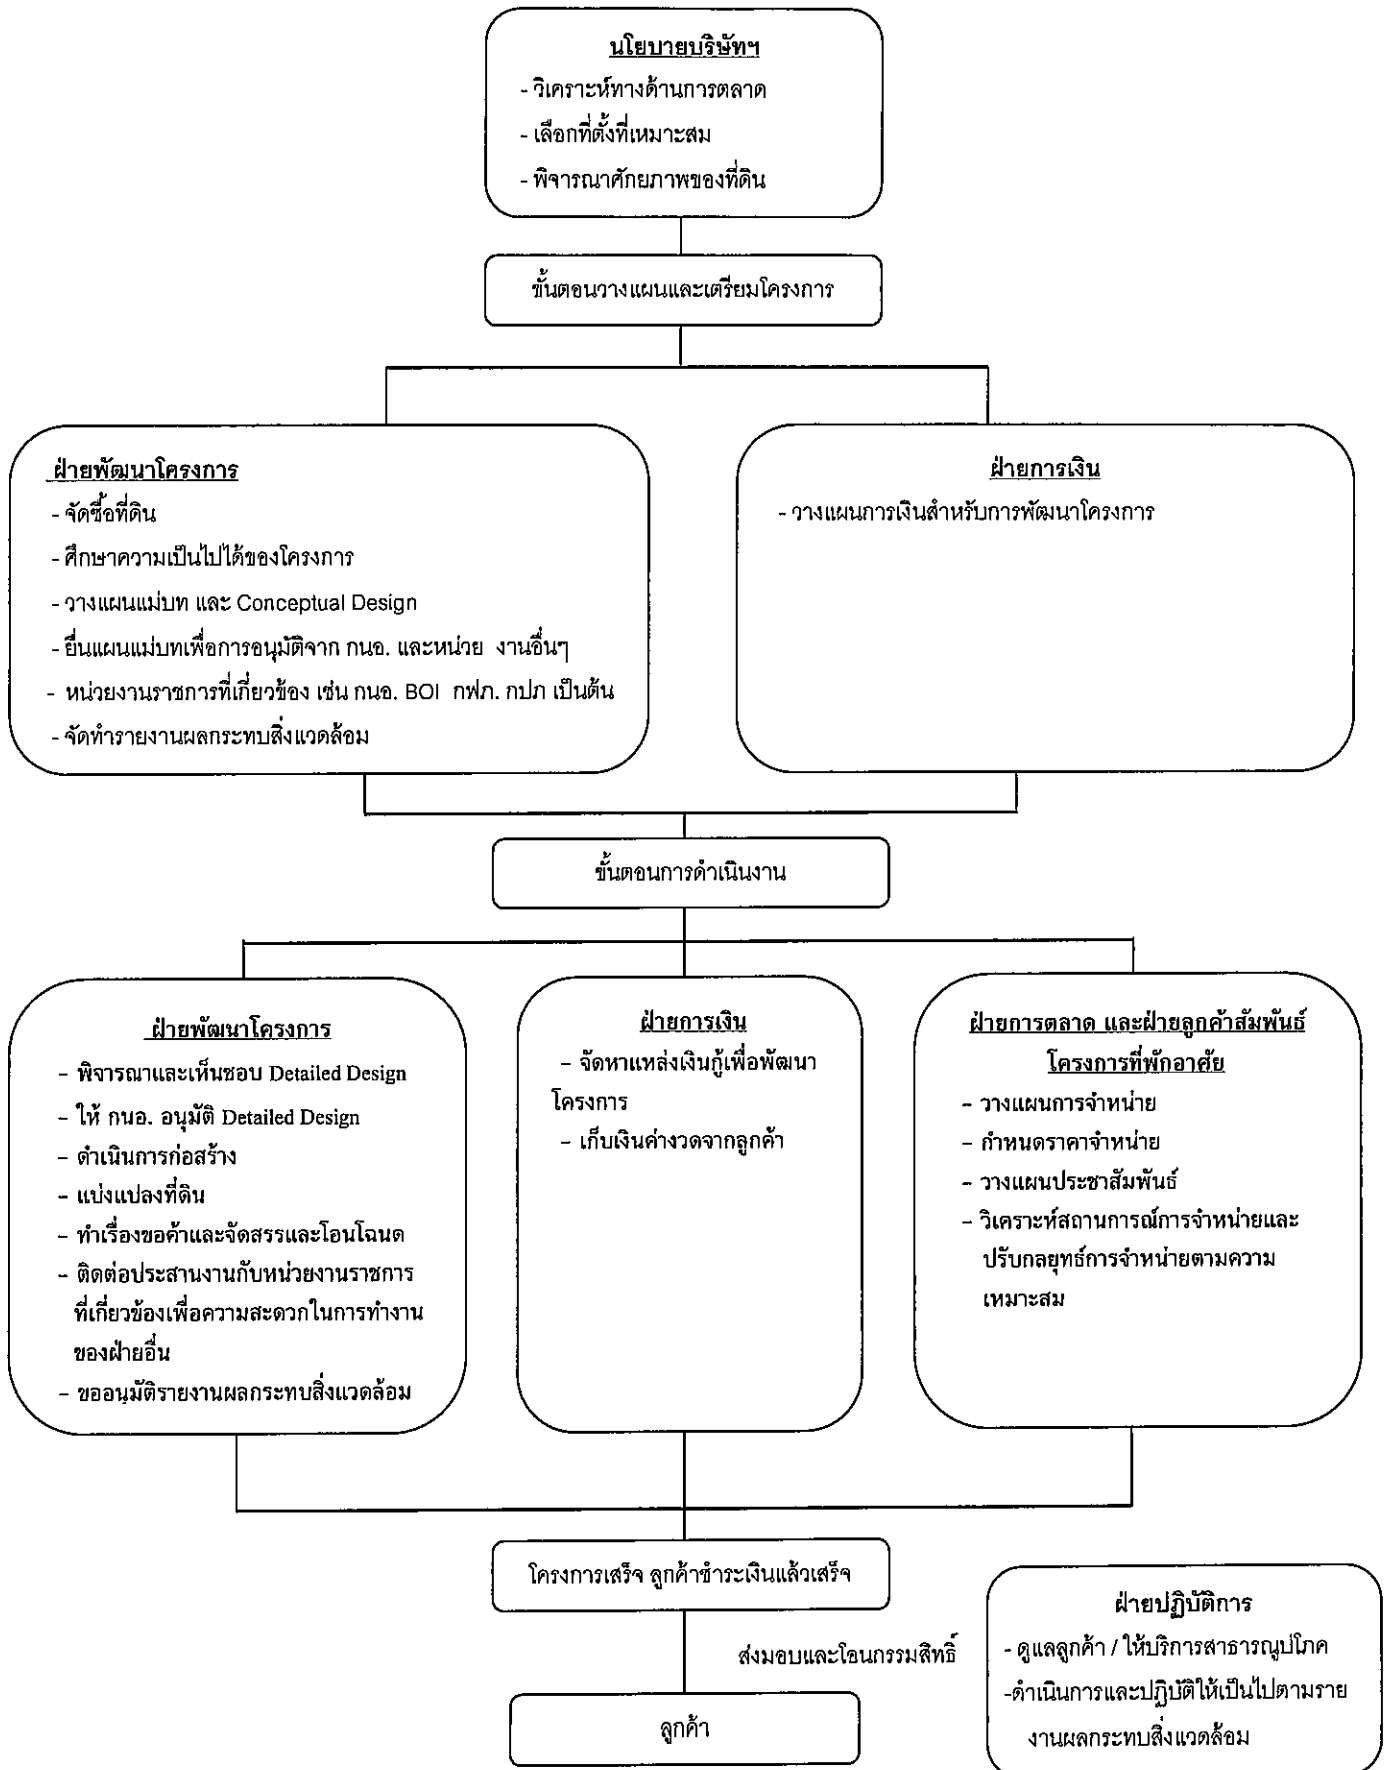 นโยบายบริษัทฯ
- วิเคราะห์ทางด้านการตลาด
- เลือกที่ตั้งที่เหมาะสม
- พิจารณาศักยภาพของที่ดิน
ขั้นตอนวางแผนและเตรียมโครงการ
ฝ่ายพัฒนาโครงการ
- จัดซื้อที่ดิน
- ศึกษาความเป็นไปได้ของโครงการ
- วางแผนแม่บท และ Conceptual Design
- ยื่นแผนแม่บทเพื่อการอนุมัติจาก กนอ. และหน่วย งานอื่นๆ
- หน่วยงานราชการที่เกี่ยวข้อง เช่น กนอ. BOI กฟภ. กปภ เป็นต้น
- จัดทำรายงานผลกระทบสิ่งแวดล้อม
ฝ่ายการเงิน
- วางแผนการเงินสำหรับการพัฒนาโครงการ
ขั้นตอนการดำเนินงาน
ฝ่ายพัฒนาโครงการ
- พิจารณาและเห็นชอบ Detailed Design
- ให้ กนอ. อนุมัติ Detailed Design
- ดำเนินการก่อสร้าง
- แบ่งแปลงที่ดิน
- ทำเรื่องขอค้าและจัดสรรและโอนโฉนด
- ติดต่อประสานงานกับหน่วยงานราชการ
ที่เกี่ยวข้องเพื่อความสะดวกในการทำงาน
ของฝ่ายอื่น
- ขออนุมัติรายงานผลกระทบสิ่งแวดล้อม
ฝ่ายการเงิน
- จัดหาแหล่งเงินกู้เพื่อพัฒนา
โครงการ
- เก็บเงินค่างวดจากลูกค้า
ฝ่ายการตลาด และฝ่ายลูกค้าสัมพันธ์
โครงการที่พักอาศัย
- วางแผนการจำหน่าย
- กำหนดราคาจำหน่าย
- วางแผนประชาสัมพันธ์
- วิเคราะห์สถานการณ์การจำหน่ายและ
ปรับกลยุทธ์การจำหน่ายตามความ
เหมาะสม
โครงการเสร็จ ลูกค้าชำระเงินแล้วเสร็จ
ส่งมอบและโอนกรรมสิทธิ์
ลูกค้า
ฝ่ายปฏิบัติการ
- ดูแลลูกค้า / ให้บริการสาธารณูปโภค
-ดำเนินการและปฏิบัติให้เป็นไปตามราย
งานผลกระทบสิ่งแวดล้อม